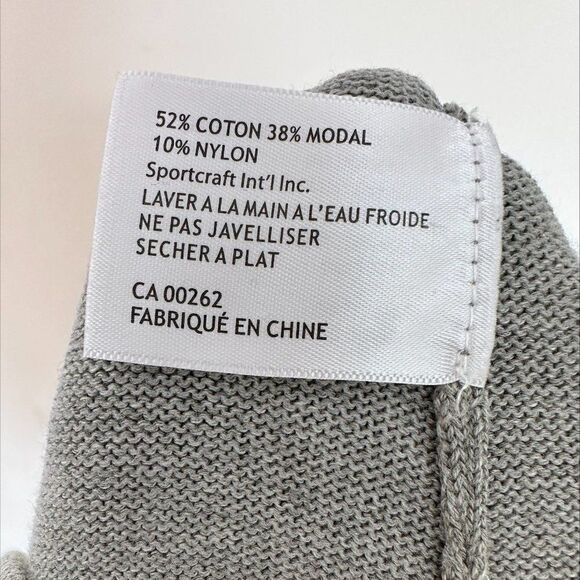 52% COTON 38% MODAL
10% NYLON
Sportcraft Int'l Inc.
LAVER A LA MAIN A L'EAU FROIDE
NE PAS JAVELLISER
SECHER A PLAT
CA 00262
FABRIQUÉ EN CHINE